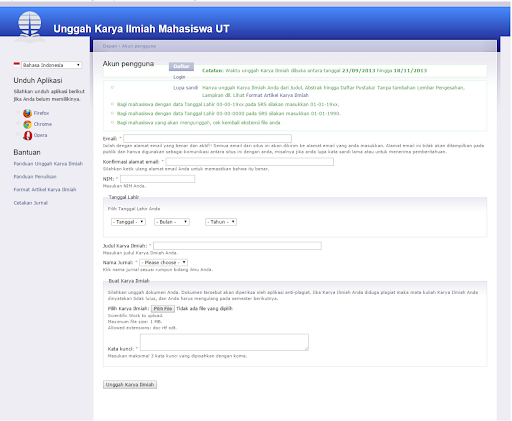 Unggah Karya Ilmiah Mahasiswa UT
Depan › Akun pengguna
Bahasa Indonesia
Unduh Aplikasi
Silahkan unduh aplikasi berikut
jika Anda belum memilikinya.
Firefox
Chrome
Opera
Bantuan
Panduan Unggah Karya Ilmiah
Panduan Penulisan
Format Artikel Karya Ilmiah
Cetakan Jurnal
Akun pengguna
Daftar
Login
Lupa sandi
Catatan: Waktu unggah Karya Ilmiah dibuka antara tanggal 23/09/2013 hingga 18/11/2013
Hanya unggah Karya Ilmiah Anda dari Judul, Abstrak hingga Daftar Pustaka! Tanpa tambahan Lembar Pengesahan,
Lampiran dll. Lihat Format Artikel Karya Ilmiah
Bagi mahasiswa dengan data Tanggal Lahir 00-00-19xx pada SRS silakan masukkan 01-01-19xx.
Bagi mahasiswa dengan data Tanggal Lahir 00-00-0000 pada SRS silakan masukkan 01-01-1990.
Bagi mahasiswa yang akan mengunggah, cek kembali ekstensi file anda
Email: *
Isilah dengan alamat email yang benar dan aktif! Semua email dari situs ini akan dikirim ke alamat email yang anda masukkan. Alamat email ini tidak akan ditampilkan pada
publik dan hanya digunakan sebagai komunikasi antara situs ini dengan anda, misalnya jika anda lupa kata sandi lama atau untuk menerima pemberitahuan.
Konfirmasi alamat email: *
Silahkan ketik ulang alamat email Anda untuk memastikan bahwa itu benar.
NIM: *
Masukan NIM Anda.
Tanggal Lahir
Pilih Tanggal Lahir Anda
- Tanggal - - Bulan - - Tahun -
Judul Karya Ilmiah: *
Masukan judul Karya Ilmiah Anda.
Nama Jurnal: * - Please choose -
Pilih nama jurnal sesuai rumpun bidang ilmu Anda.
Buat Karya Ilmiah
Silahkan unggah dokumen Anda. Dokumen tersebut akan diperiksa oleh aplikasi anti-plagiat. Jika Karya Ilmiah Anda diduga plagiat maka mata kuliah Karya Ilmiah Anda
dinyatakan tidak lulus, dan Anda harus mengulang pada semester berikutnya.
Pilih Karya Ilmiah: Pilih File Tidak ada file yang dipilih
Scientific Work to upload.
Maximum file size: 1 MB.
Allowed extensions: doc rtf odt.
Kata kunci: *
Masukan maksimal 3 kata kunci yang dipisahkan dengan koma.
Unggah Karya Ilmiah